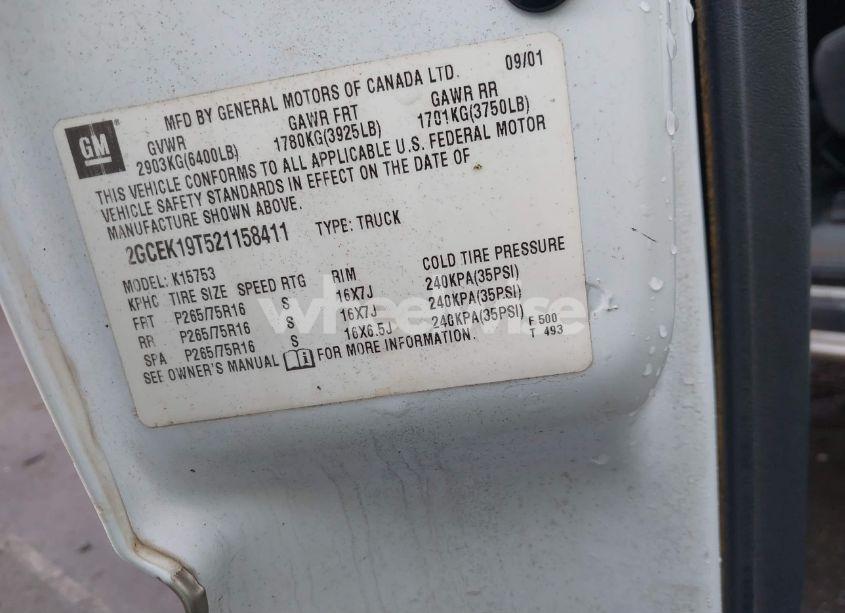 GM
MFD BY GENERAL MOTORS OF CANADA LTD. 09/01
GVWR GAWR FRT GAWR RR
2903KG(6400LB) 1780KG(3925LB) 1701KG(3750LB)
THIS VEHICLE CONFORMS TO ALL APPLICABLE U.S. FEDERAL MOTOR
VEHICLE SAFETY STANDARDS IN EFFECT ON THE DATE OF
MANUFACTURE SHOWN ABOVE.
2GCEK19T521158411 TYPE: TRUCK
MODEL: K15753
KPHC TIRE SIZE SPEED RTG RIM COLD TIRE PRESSURE
FRT P265/75R16 S 16X7J 240KPA(35PSI)
RR P265/75R16 S 16X7J 240KPA(35PSI)
SPA P265/75R16 S 16X6.5J 240KPA(35PSI)
SEE OWNER'S MANUAL FOR MORE INFORMATION.
F 500
T 493
wheelwise